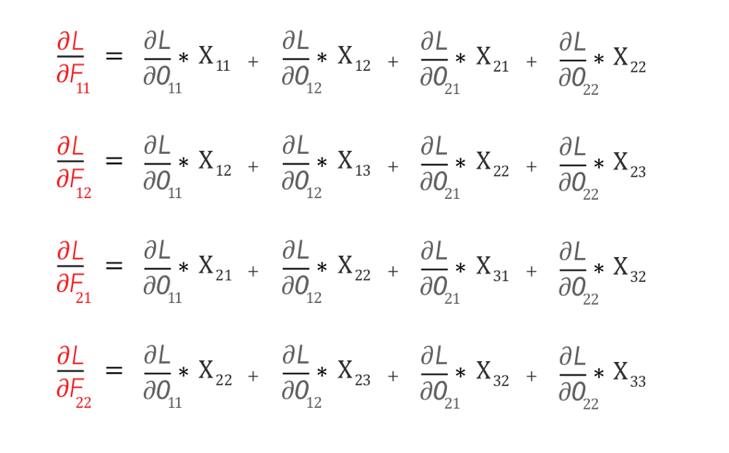 ∂L/∂F₁₁ = ∂L/∂O₁₁ * X₁₁ + ∂L/∂O₁₂ * X₁₂ + ∂L/∂O₂₁ * X₂₁ + ∂L/∂O₂₂ * X₂₂
∂L/∂F₁₂ = ∂L/∂O₁₁ * X₁₂ + ∂L/∂O₁₂ * X₁₃ + ∂L/∂O₂₁ * X₂₂ + ∂L/∂O₂₂ * X₂₃
∂L/∂F₂₁ = ∂L/∂O₁₁ * X₂₁ + ∂L/∂O₁₂ * X₂₂ + ∂L/∂O₂₁ * X₃₁ + ∂L/∂O₂₂ * X₃₂
∂L/∂F₂₂ = ∂L/∂O₁₁ * X₂₂ + ∂L/∂O₁₂ * X₂₃ + ∂L/∂O₂₁ * X₃₂ + ∂L/∂O₂₂ * X₃₃